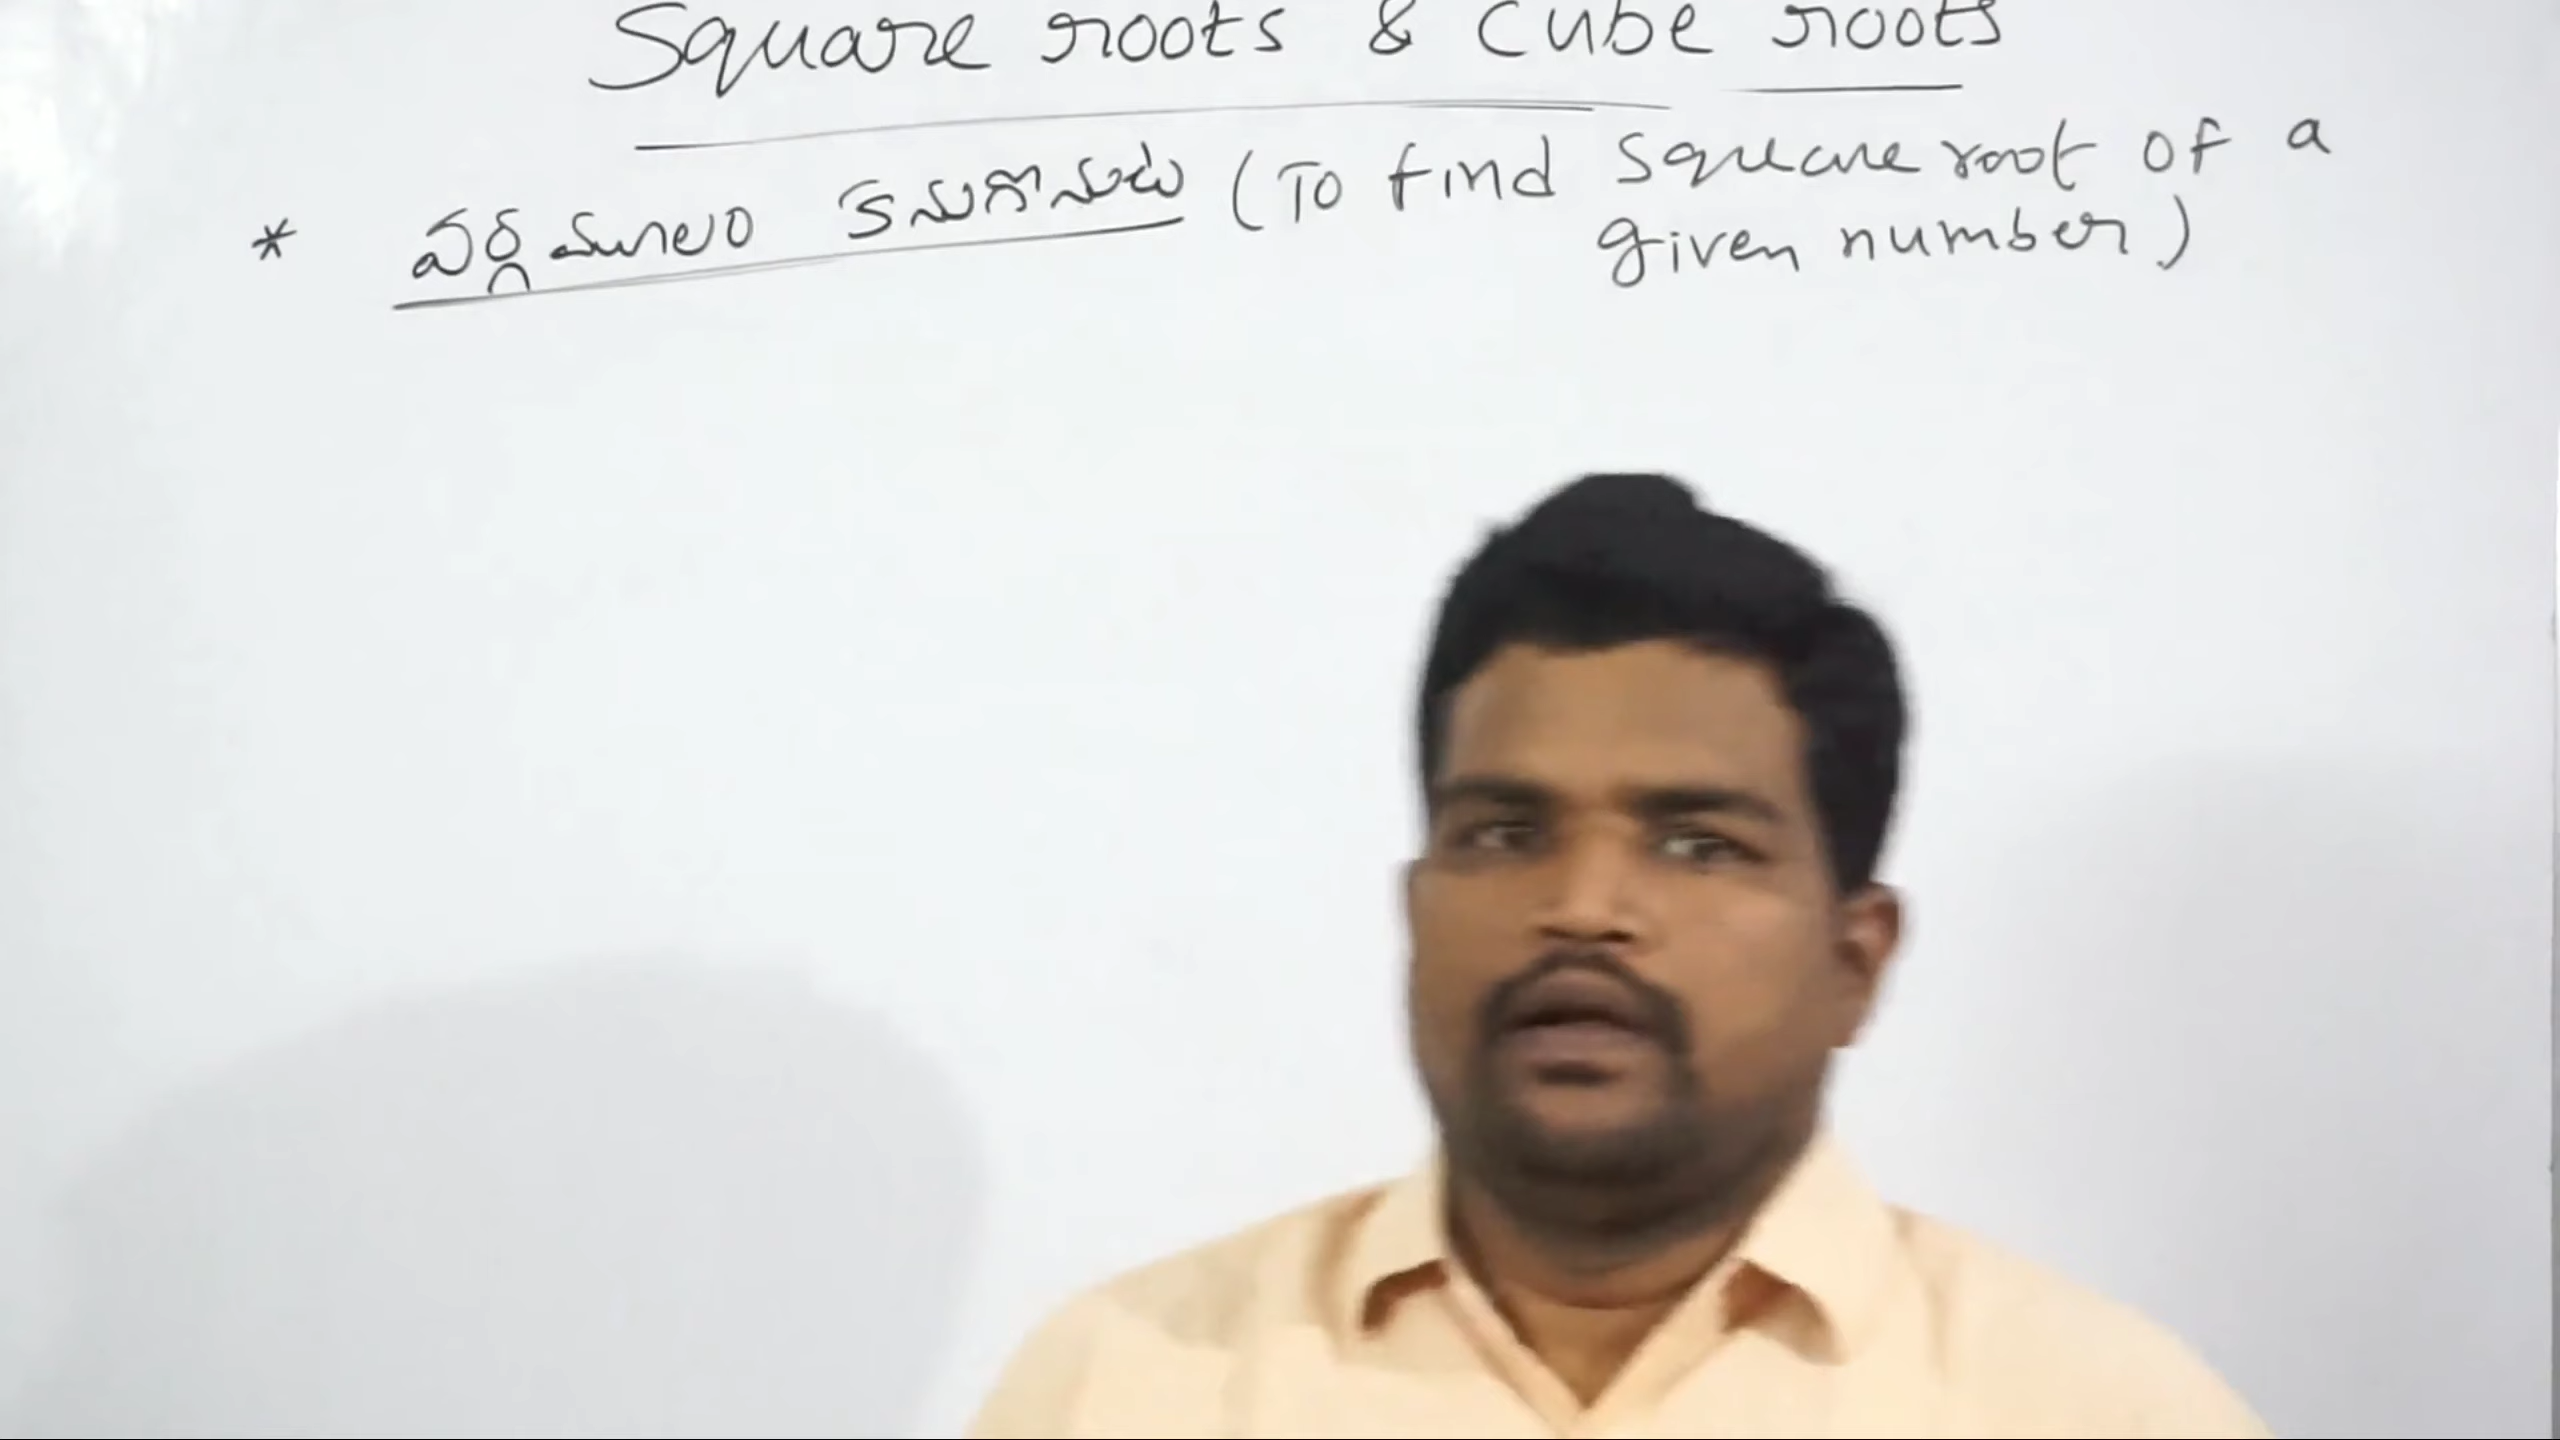 Square roots & Cube roots
* వర్గమూలం కనుగొనుట (To find square root of a
given number)